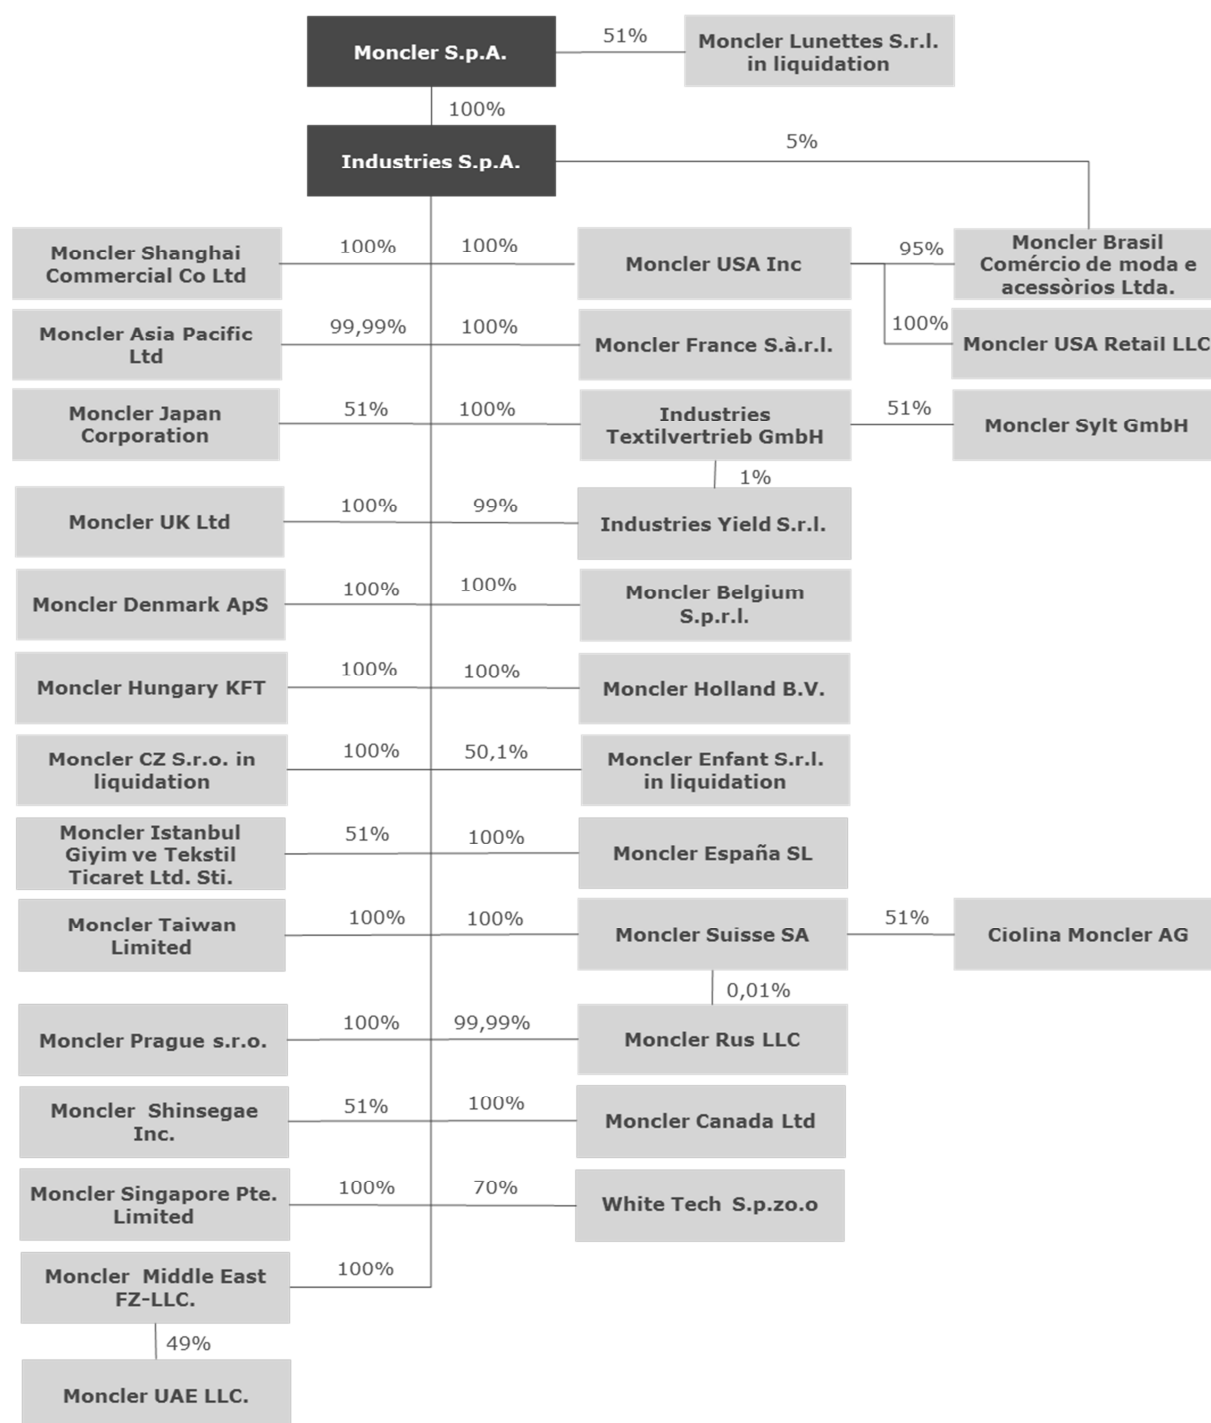 Moncler S.p.A.
51%
Moncler Lunettes S.r.l.
in liquidation
100%
Industries S.p.A.
5%
Moncler Shanghai
Commercial Co Ltd
100%
100%
Moncler USA Inc
95%
Moncler Brasil
Comércio de moda e
acessòrios Ltda.
Moncler Asia Pacific
Ltd
99,99%
100%
Moncler France S.à.r.l.
100%
Moncler USA Retail LLC
Moncler Japan
Corporation
51%
100%
Industries
Textilvertrieb GmbH
51%
Moncler Sylt GmbH
1%
Moncler UK Ltd
100%
99%
Industries Yield S.r.l.
Moncler Denmark ApS
100%
100%
Moncler Belgium
S.p.r.l.
Moncler Hungary KFT
100%
100%
Moncler Holland B.V.
Moncler CZ S.r.o. in
liquidation
100%
50,1%
Moncler Enfant S.r.l.
in liquidation
Moncler Istanbul
Giyim ve Tekstil
Ticaret Ltd. Sti.
51%
100%
Moncler España SL
Moncler Taiwan
Limited
100%
100%
Moncler Suisse SA
51%
Ciolina Moncler AG
0,01%
Moncler Prague s.r.o.
100%
99,99%
Moncler Rus LLC
Moncler Shinsegae
Inc.
51%
100%
Moncler Canada Ltd
Moncler Singapore Pte.
Limited
100%
70%
White Tech S.p.zo.o
Moncler Middle East
FZ-LLC.
100%
49%
Moncler UAE LLC.